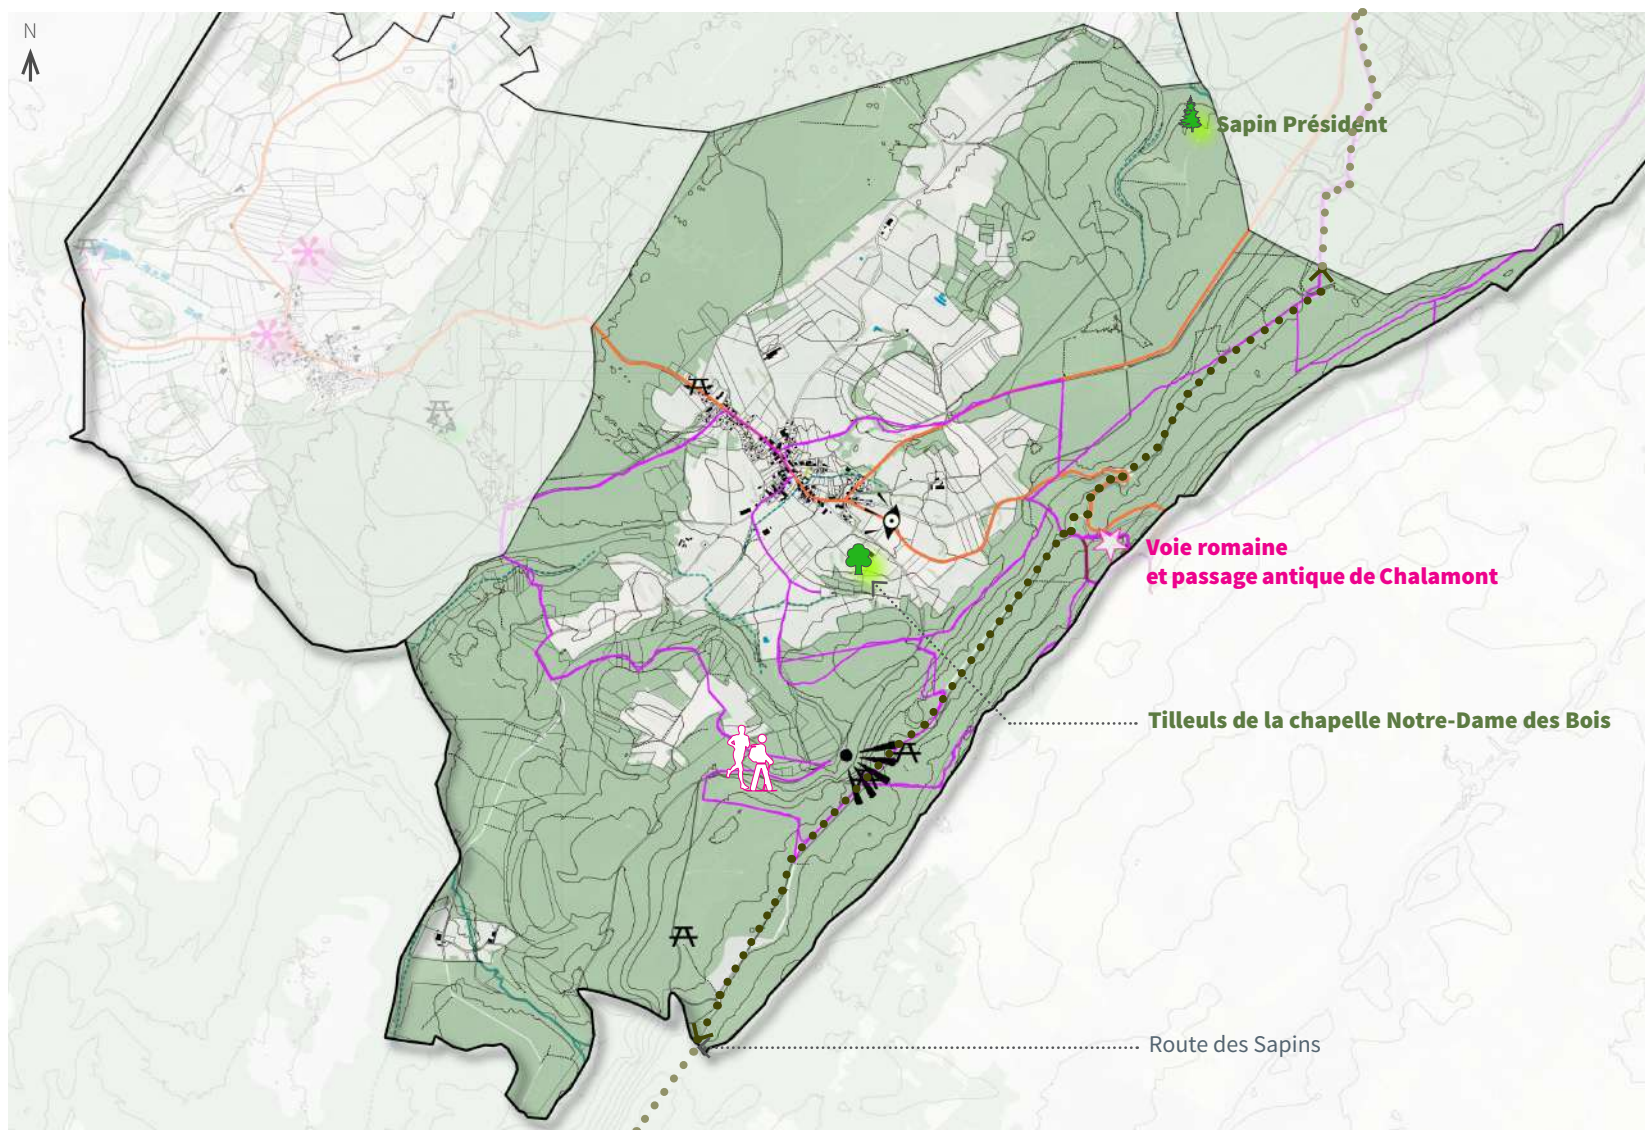 N
Sapin Président
Voie romaine
et passage antique de Chalamont
Tilleuls de la chapelle Notre-Dame des Bois
Route des Sapins